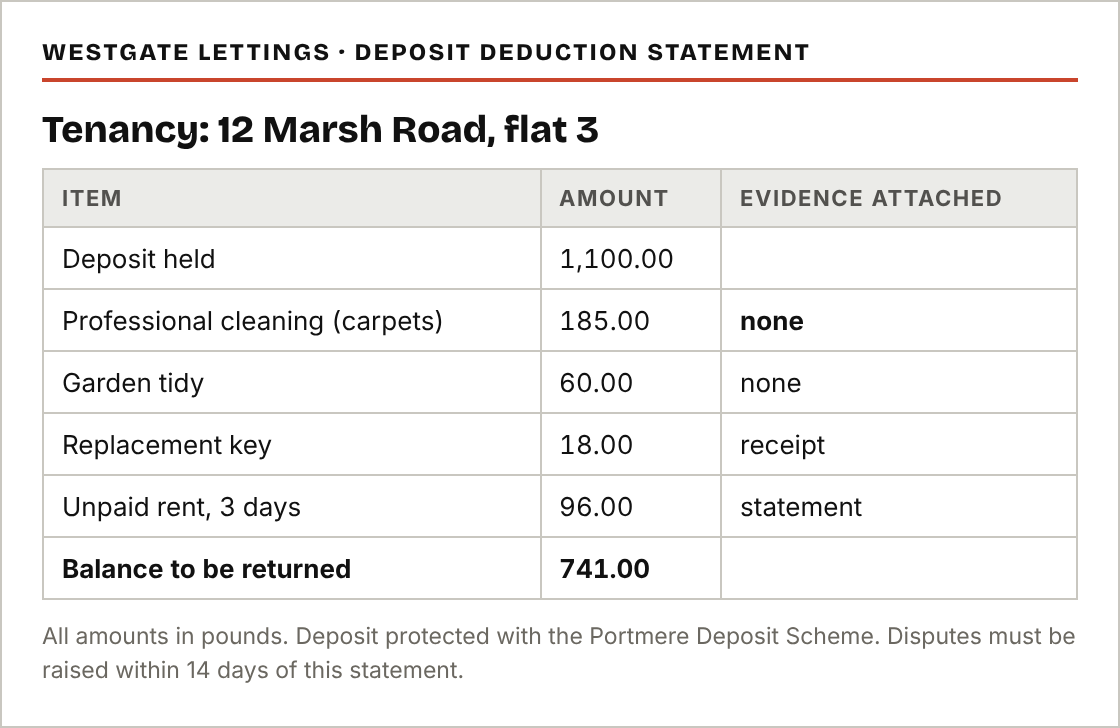 WESTGATE LETTINGS · DEPOSIT DEDUCTION STATEMENT
Tenancy: 12 Marsh Road, flat 3
ITEM AMOUNT EVIDENCE ATTACHED
Deposit held 1,100.00
Professional cleaning (carpets) 185.00 none
Garden tidy 60.00 none
Replacement key 18.00 receipt
Unpaid rent, 3 days 96.00 statement
Balance to be returned 741.00
All amounts in pounds. Deposit protected with the Portmere Deposit Scheme. Disputes must be
raised within 14 days of this statement.